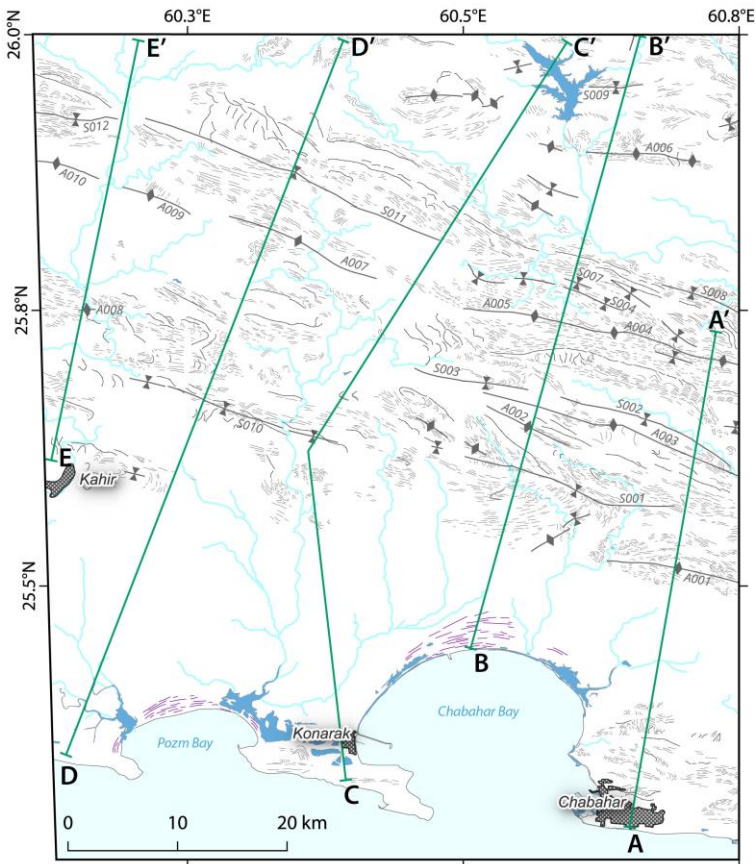 60.3°E 60.5°E 60.8°E
26.0°N
E′ D′ C′ B′
S009
S012
A006
A010
A009
S011
A007
S007
S008
S004
25.8°N
A008
A005
A004
A′
S003
S002
A002
A003
S010
E
Kahir
S001
25.5°N
A001
B
Chabahar Bay
Pozm Bay
Konarak
D
C
Chabahar
A
0 10 20 km